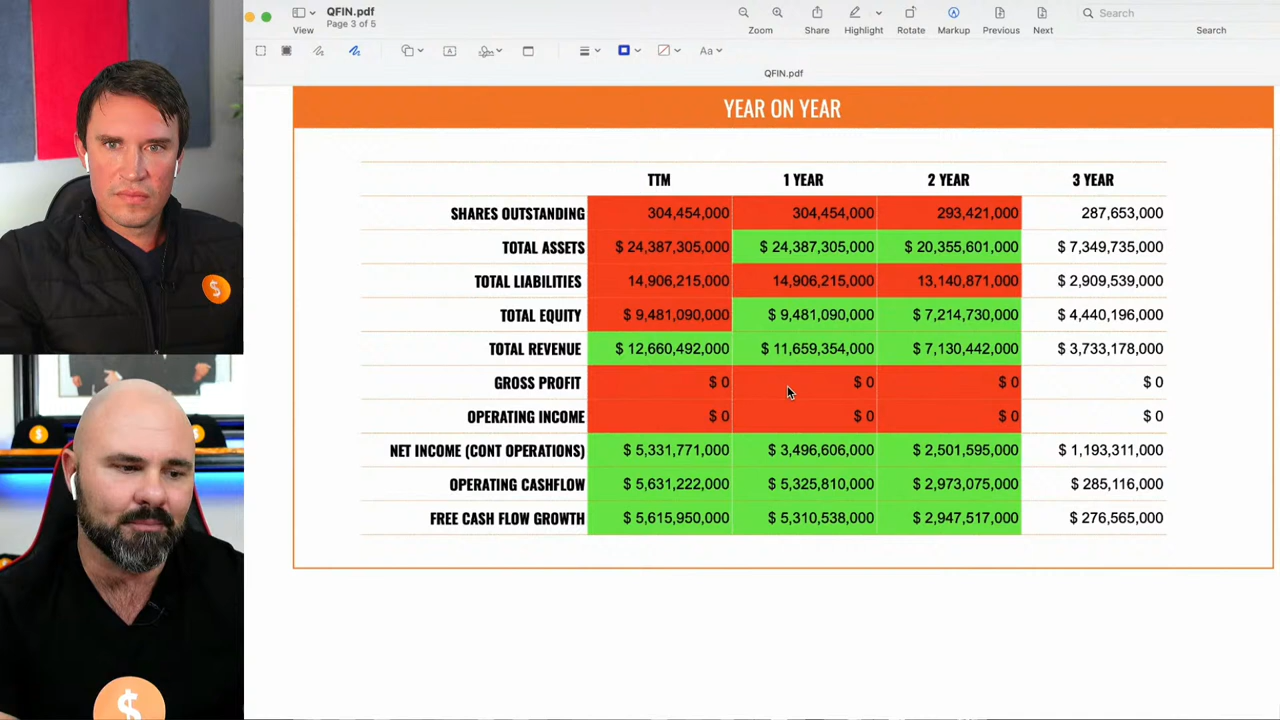 QFIN.pdf
Page 3 of 5
View
Zoom
Share
Highlight
Rotate
Markup
Previous
Next
Search
Search
Aa
QFIN.pdf
YEAR ON YEAR
TTM 1 YEAR 2 YEAR 3 YEAR
SHARES OUTSTANDING 304,454,000 304,454,000 293,421,000 287,653,000
TOTAL ASSETS $ 24,387,305,000 $ 24,387,305,000 $ 20,355,601,000 $ 7,349,735,000
TOTAL LIABILITIES 14,906,215,000 14,906,215,000 13,140,871,000 $ 2,909,539,000
TOTAL EQUITY $ 9,481,090,000 $ 9,481,090,000 $ 7,214,730,000 $ 4,440,196,000
TOTAL REVENUE $ 12,660,492,000 $ 11,659,354,000 $ 7,130,442,000 $ 3,733,178,000
GROSS PROFIT $ 0 $ 0 $ 0 $ 0
OPERATING INCOME $ 0 $ 0 $ 0 $ 0
NET INCOME (CONT OPERATIONS) $ 5,331,771,000 $ 3,496,606,000 $ 2,501,595,000 $ 1,193,311,000
OPERATING CASHFLOW $ 5,631,222,000 $ 5,325,810,000 $ 2,973,075,000 $ 285,116,000
FREE CASH FLOW GROWTH $ 5,615,950,000 $ 5,310,538,000 $ 2,947,517,000 $ 276,565,000
$
$
$
$